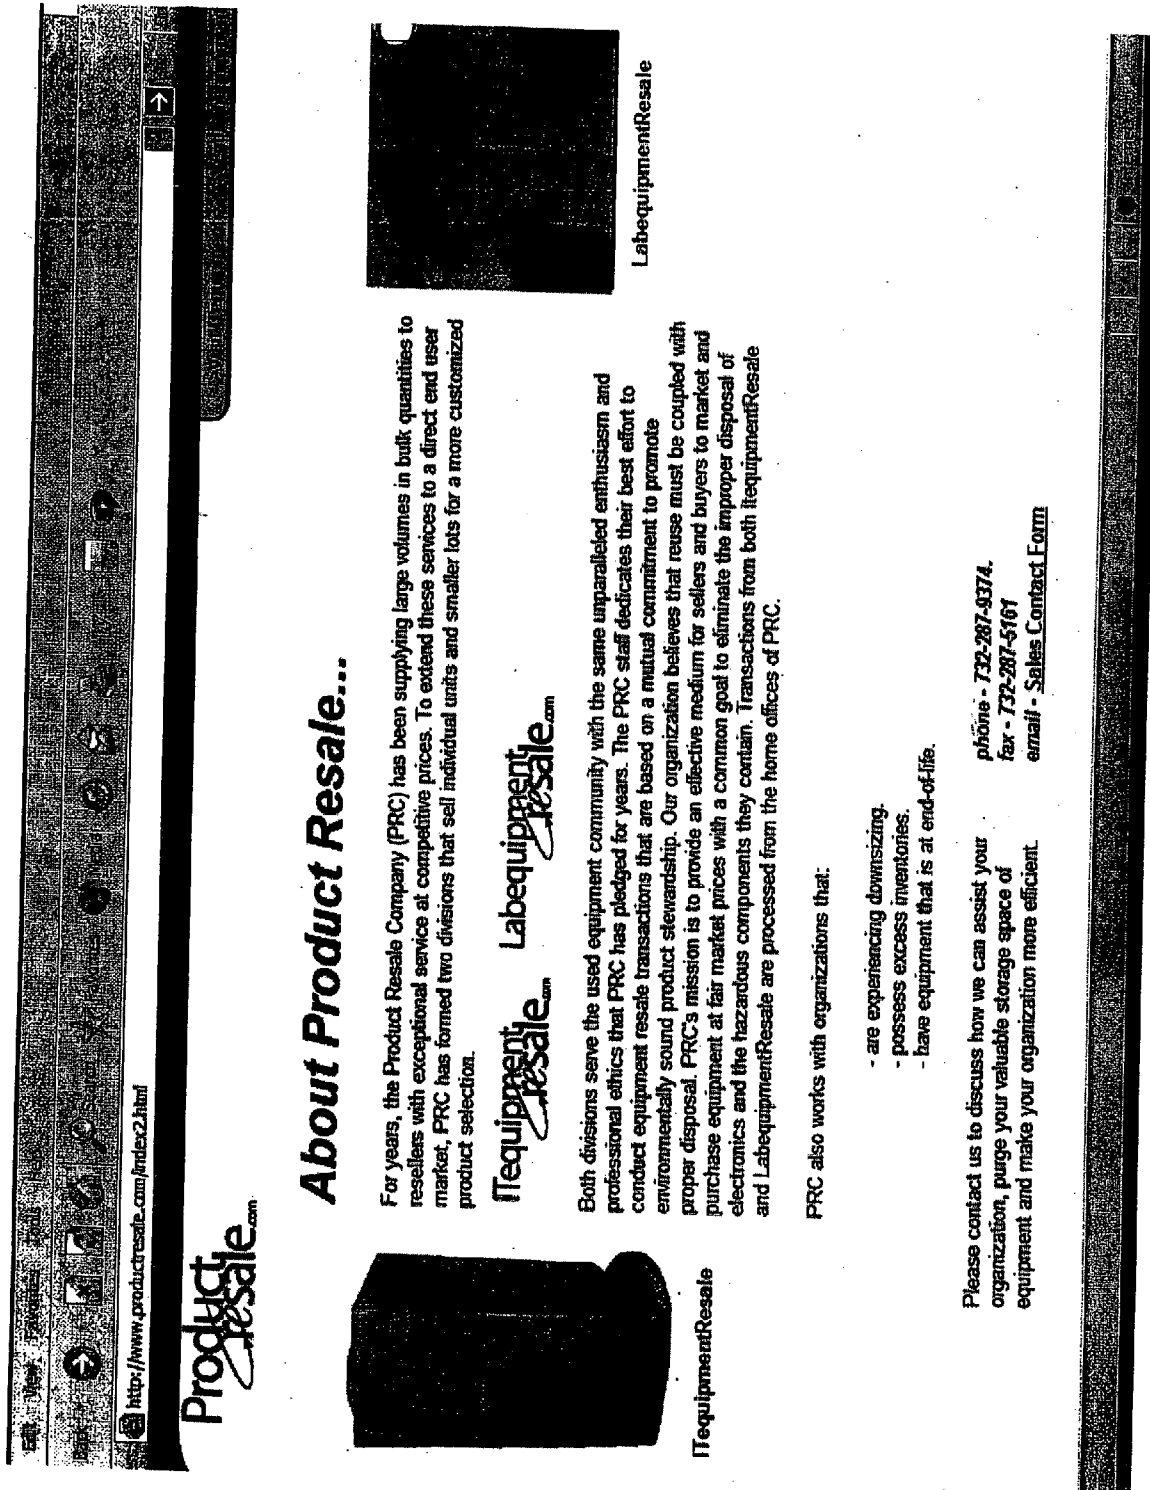 Edit View Favorites Tools Help
Back Search Favorites Media
http://www.productresale.com/index2.html
Product
resale.com
About Product Resale...
For years, the Product Resale Company (PRC) has been supplying large volumes in bulk quantities to
resellers with exceptional service at competitive prices. To extend these services to a direct end user
market, PRC has formed two divisions that sell individual units and smaller lots for a more customized
product selection.
ITequipment Labequipment
resale.com resale.com
Both divisions serve the used equipment community with the same unparalleled enthusiasm and
professional ethics that PRC has pledged for years. The PRC staff dedicates their best effort to
conduct equipment resale transactions that are based on a mutual commitment to promote
environmentally sound product stewardship. Our organization believes that reuse must be coupled with
proper disposal. PRC's mission is to provide an effective medium for sellers and buyers to market and
purchase equipment at fair market prices with a common goal to eliminate the improper disposal of
electronics and the hazardous components they contain. Transactions from both ItequipmentResale
and LabequipmentResale are processed from the home offices of PRC.
ITequipmentResale
LabequipmentResale
PRC also works with organizations that:
- are experiencing downsizing.
- possess excess inventories.
- have equipment that is at end-of-life.
Please contact us to discuss how we can assist your
organization, purge your valuable storage space of
equipment and make your organization more efficient.
phone - 732-287-9374.
fax - 732-287-5161
email - Sales Contact Form